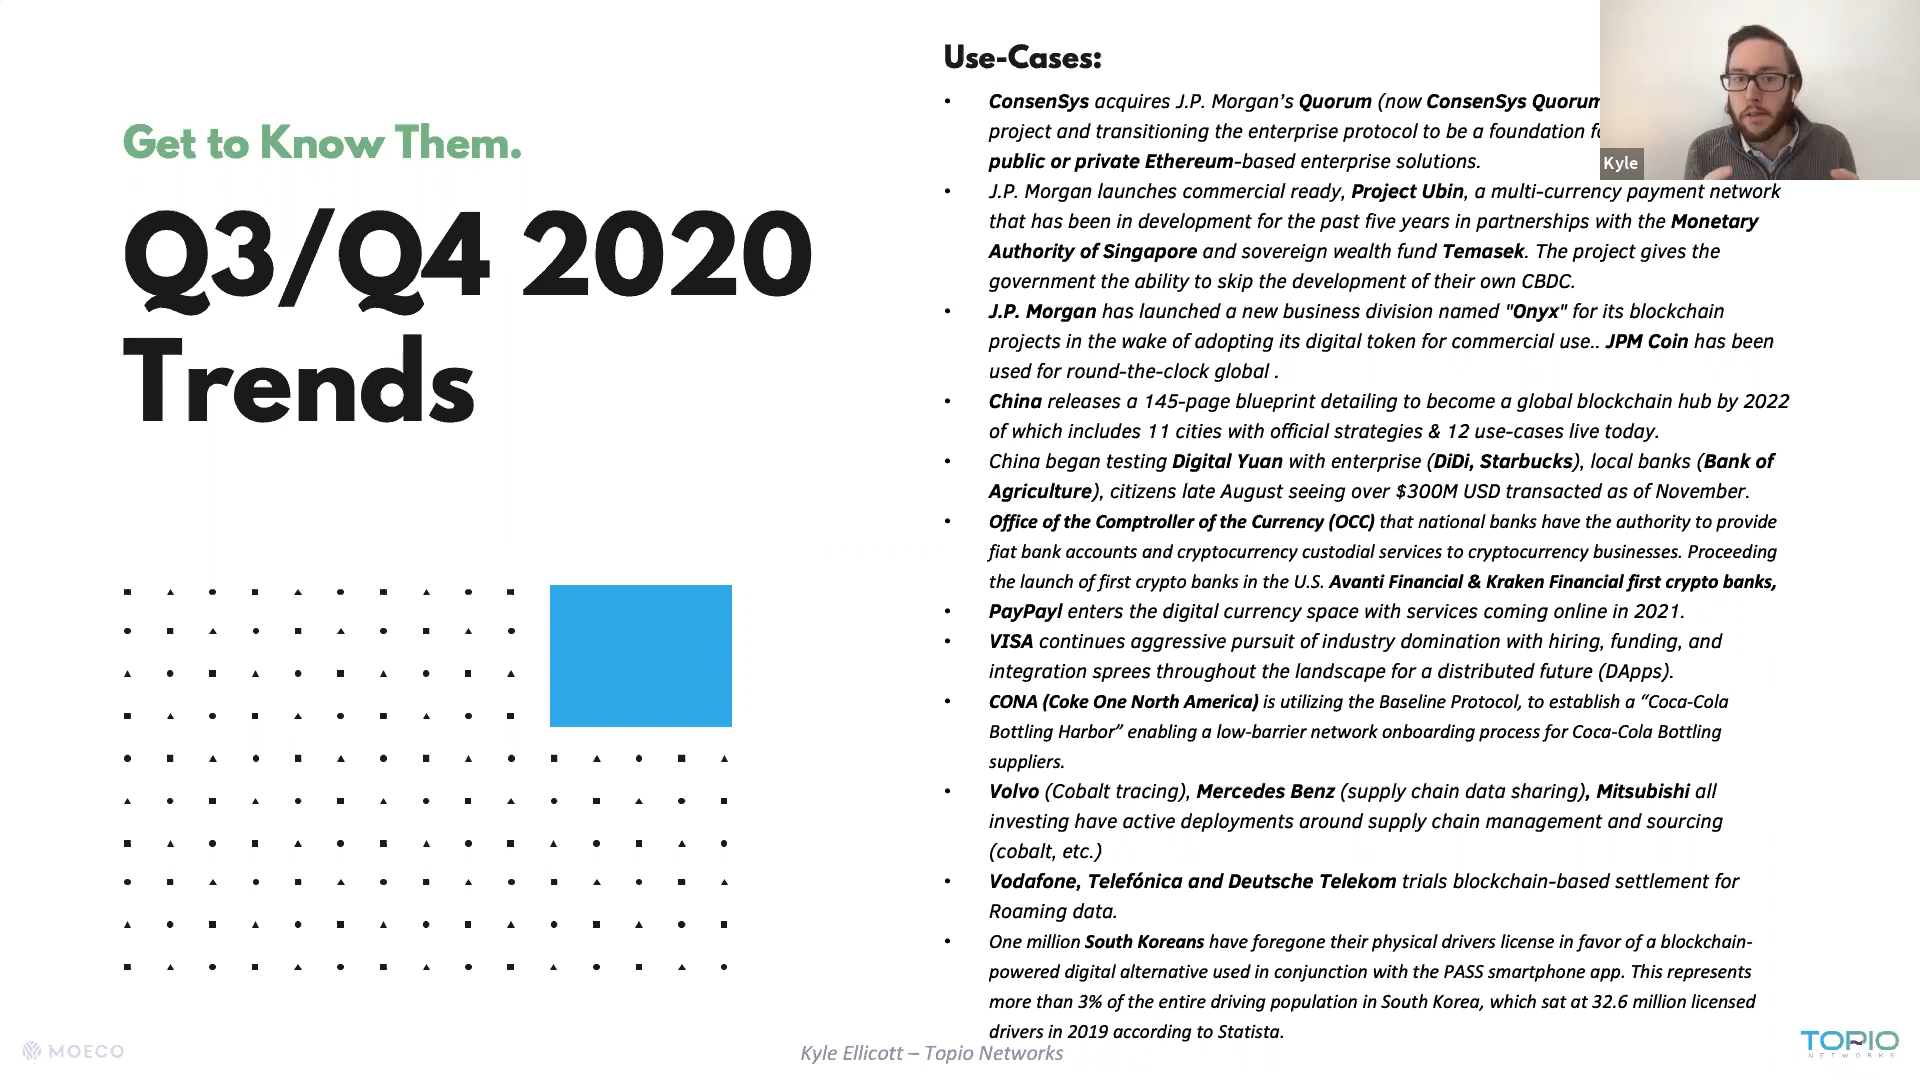 Get to Know Them.
Q3/Q4 2020
Trends
Use-Cases:
• ConsenSys acquires J.P. Morgan’s Quorum (now ConsenSys Quorum
project and transitioning the enterprise protocol to be a foundation
public or private Ethereum-based enterprise solutions.
• J.P. Morgan launches commercial ready, Project Ubin, a multi-currency payment network
that has been in development for the past five years in partnerships with the Monetary
Authority of Singapore and sovereign wealth fund Temasek. The project gives the
government the ability to skip the development of their own CBDC.
• J.P. Morgan has launched a new business division named "Onyx" for its blockchain
projects in the wake of adopting its digital token for commercial use.. JPM Coin has been
used for round-the-clock global .
• China releases a 145-page blueprint detailing to become a global blockchain hub by 2022
of which includes 11 cities with official strategies & 12 use-cases live today.
• China began testing Digital Yuan with enterprise (DiDi, Starbucks), local banks (Bank of
Agriculture), citizens late August seeing over $300M USD transacted as of November.
• Office of the Comptroller of the Currency (OCC) that national banks have the authority to provide
fiat bank accounts and cryptocurrency custodial services to cryptocurrency businesses. Proceeding
the launch of first crypto banks in the U.S. Avanti Financial & Kraken Financial first crypto banks,
• PayPayl enters the digital currency space with services coming online in 2021.
• VISA continues aggressive pursuit of industry domination with hiring, funding, and
integration sprees throughout the landscape for a distributed future (DApps).
• CONA (Coke One North America) is utilizing the Baseline Protocol, to establish a “Coca-Cola
Bottling Harbor” enabling a low-barrier network onboarding process for Coca-Cola Bottling
suppliers.
• Volvo (Cobalt tracing), Mercedes Benz (supply chain data sharing), Mitsubishi all
investing have active deployments around supply chain management and sourcing
(cobalt, etc.)
• Vodafone, Telefónica and Deutsche Telekom trials blockchain-based settlement for
Roaming data.
• One million South Koreans have foregone their physical drivers license in favor of a blockchain-
powered digital alternative used in conjunction with the PASS smartphone app. This represents
more than 3% of the entire driving population in South Korea, which sat at 32.6 million licensed
drivers in 2019 according to Statista.
Kyle
MOECO
Kyle Ellicott – Topio Networks
TOPIO
NETWORKS